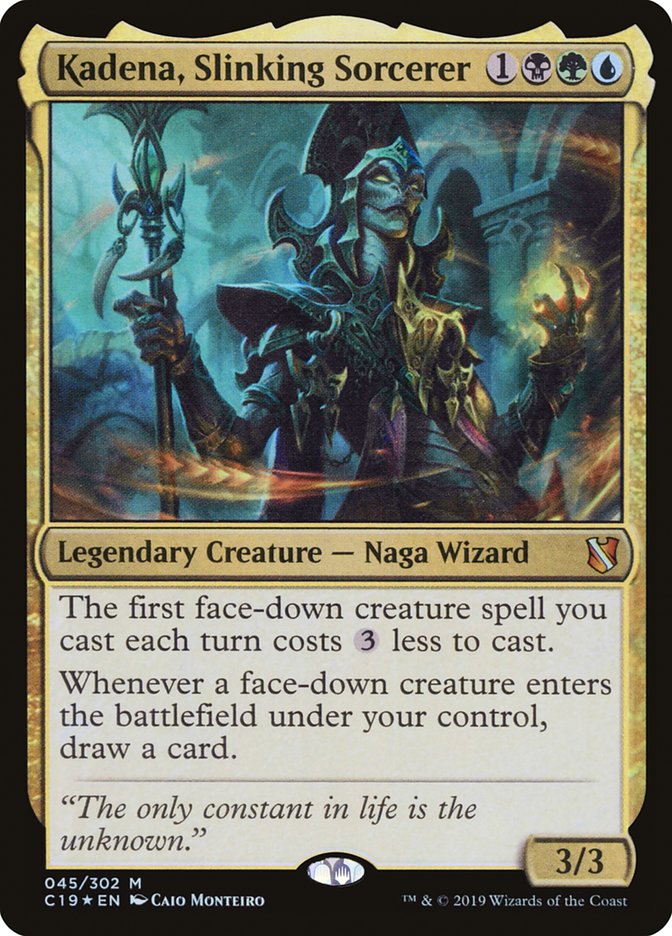 Kadena, Slinking Sorcerer 1
Legendary Creature — Naga Wizard
The first face-down creature spell you
cast each turn costs 3 less to cast.
Whenever a face-down creature enters
the battlefield under your control,
draw a card.
“The only constant in life is the
unknown.”
3/3
045/302 M
C19★EN Caio Monteiro
™ & © 2019 Wizards of the Coast